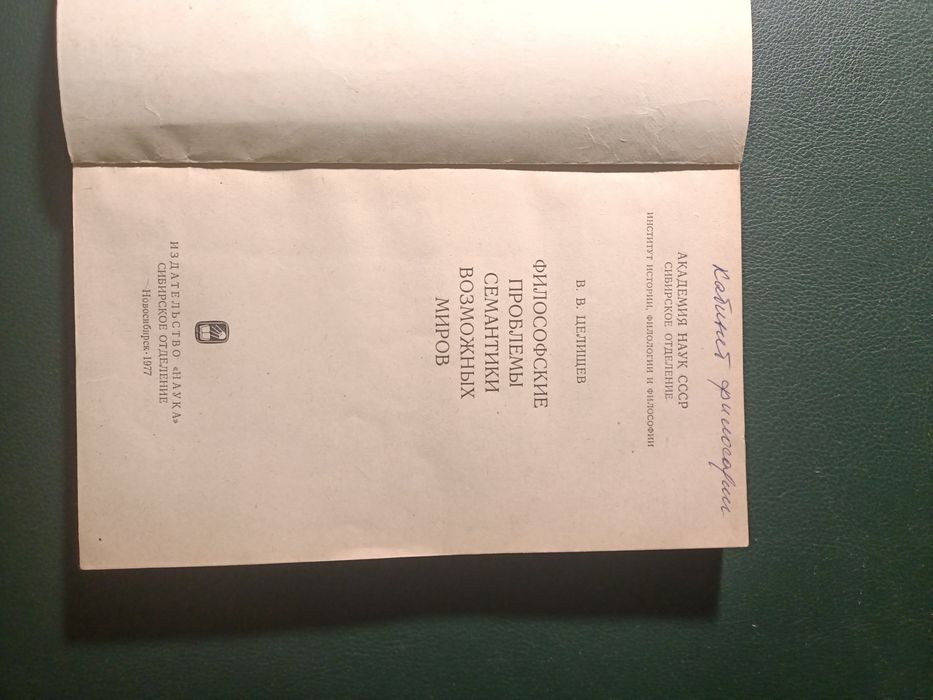 Кабинет философии
АКАДЕМИЯ НАУК СССР
СИБИРСКОЕ ОТДЕЛЕНИЕ
ИНСТИТУТ ИСТОРИИ, ФИЛОЛОГИИ И ФИЛОСОФИИ
В. В. ЦЕЛИЩЕВ
ФИЛОСОФСКИЕ
ПРОБЛЕМЫ
СЕМАНТИКИ
ВОЗМОЖНЫХ
МИРОВ
ИЗДАТЕЛЬСТВО «НАУКА»
СИБИРСКОЕ ОТДЕЛЕНИЕ
Новосибирск·1977